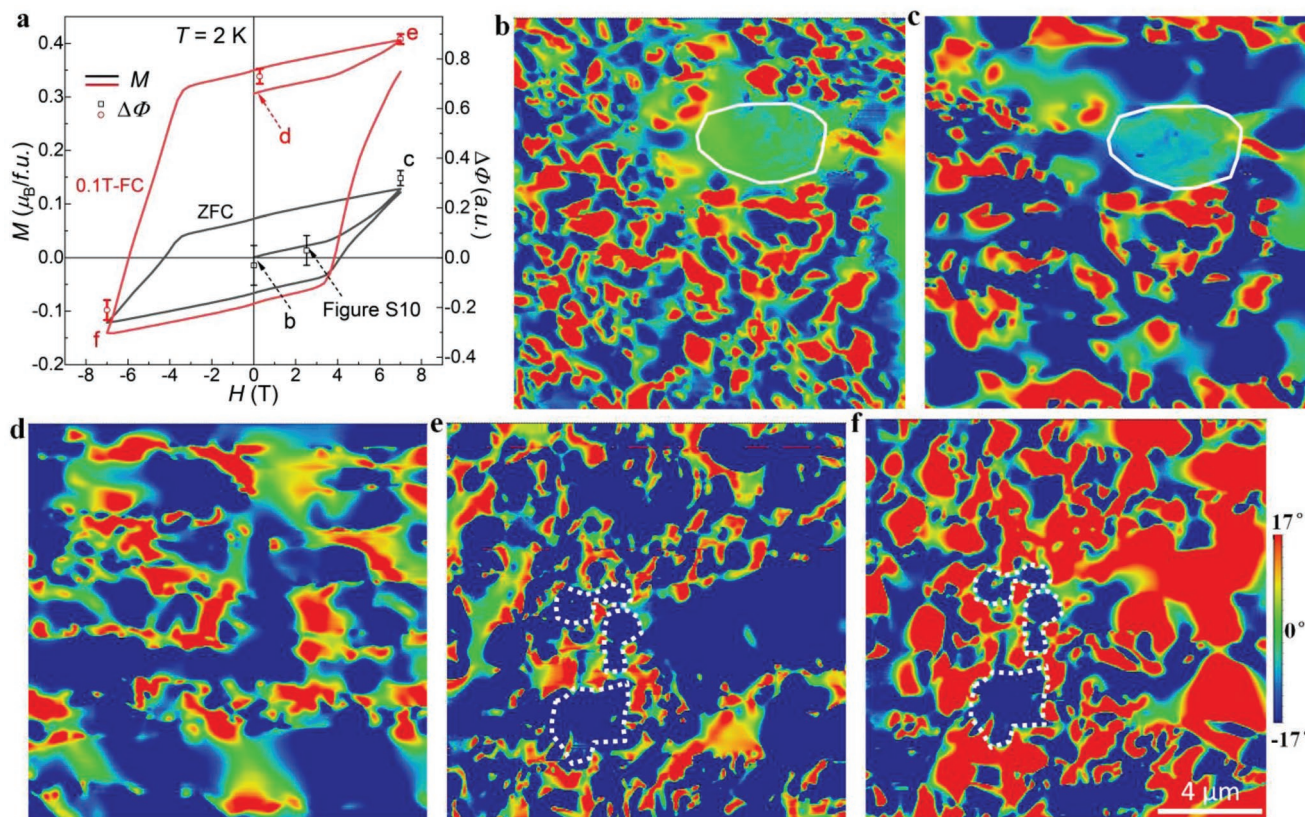 a
T = 2 K
M (μB/f.u.)
0.4
0.3
0.2
0.1
0.0
-0.1
-0.2
M
ΔΦ
0.1T-FC
ZFC
e
d
c
b
f
Figure S10
-8 -6 -4 -2 0 2 4 6 8
H (T)
0.8
0.6
0.4
0.2
0.0
-0.2
-0.4
ΔΦ (a.u.)
b
c
d
e
f
17°
0°
-17°
4 μm